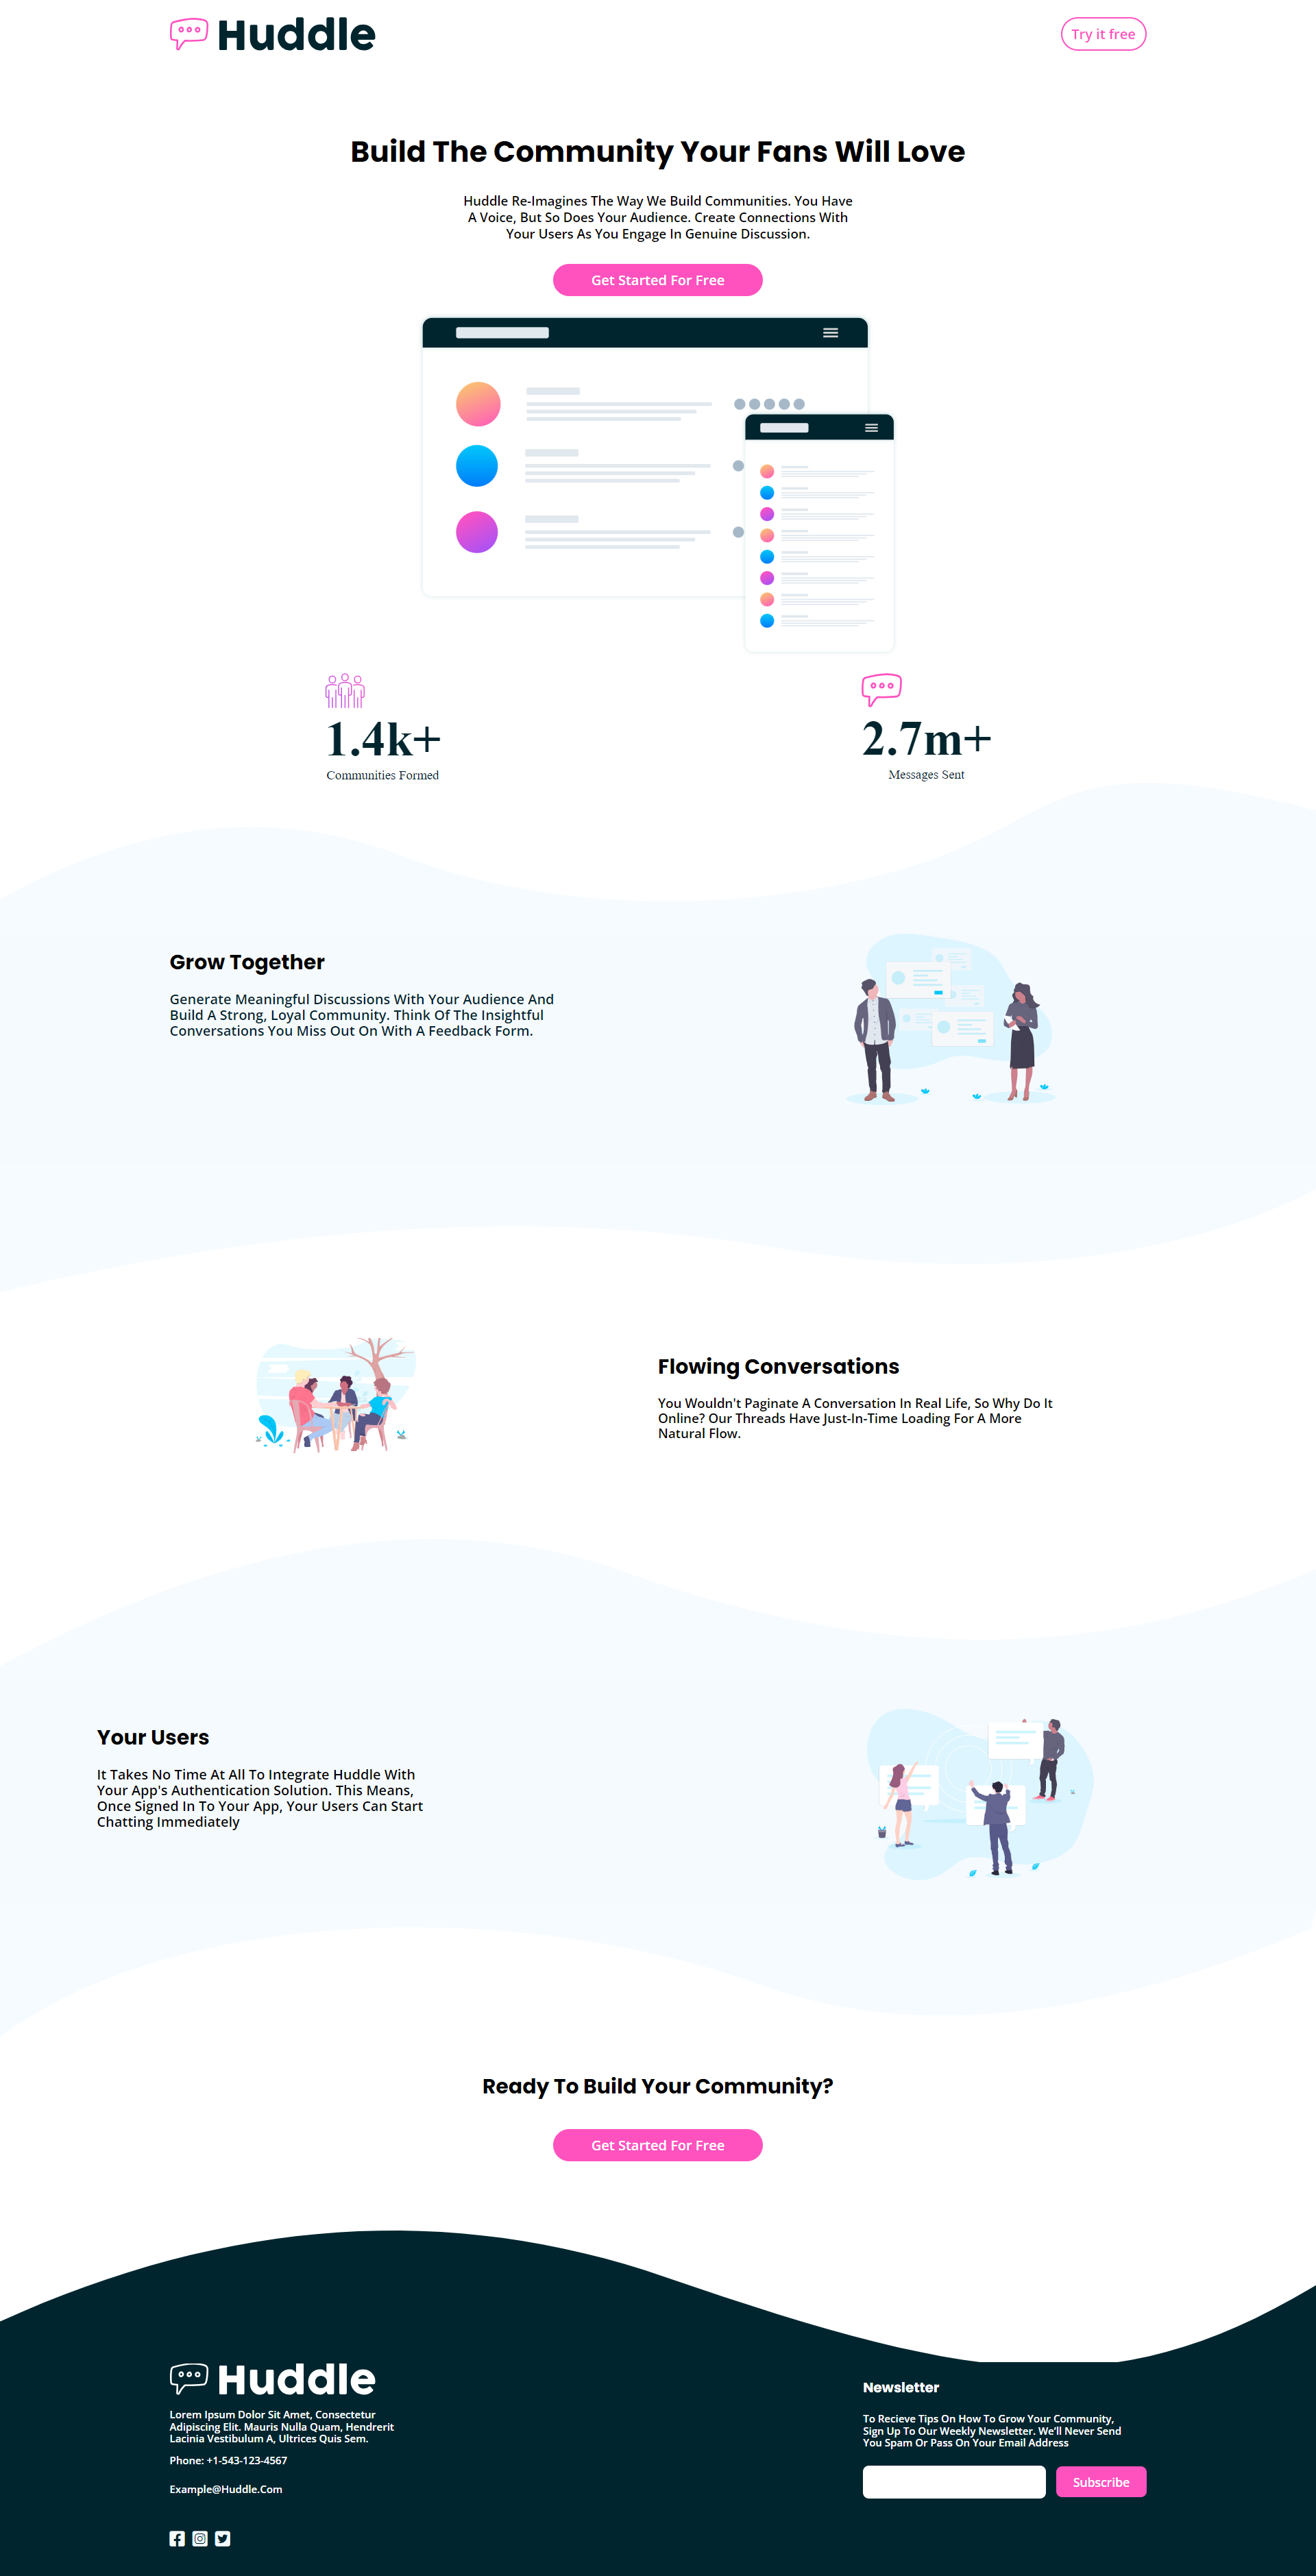 Huddle
Try it free
Build The Community Your Fans Will Love
Huddle Re-Imagines The Way We Build Communities. You Have
A Voice, But So Does Your Audience. Create Connections With
Your Users As You Engage In Genuine Discussion.
Get Started For Free
1.4k+
Communities Formed
2.7m+
Messages Sent
Grow Together
Generate Meaningful Discussions With Your Audience And
Build A Strong, Loyal Community. Think Of The Insightful
Conversations You Miss Out On With A Feedback Form.
Flowing Conversations
You Wouldn't Paginate A Conversation In Real Life, So Why Do It
Online? Our Threads Have Just-In-Time Loading For A More
Natural Flow.
Your Users
It Takes No Time At All To Integrate Huddle With
Your App's Authentication Solution. This Means,
Once Signed In To Your App, Your Users Can Start
Chatting Immediately
Ready To Build Your Community?
Get Started For Free
Huddle
Lorem Ipsum Dolor Sit Amet, Consectetur
Adipiscing Elit. Mauris Nulla Quam, Hendrerit
Lacinia Vestibulum A, Ultrices Quis Sem.
Phone: +1-543-123-4567
Example@Huddle.Com
Newsletter
To Recieve Tips On How To Grow Your Community,
Sign Up To Our Weekly Newsletter. We'll Never Send
You Spam Or Pass On Your Email Address
Subscribe